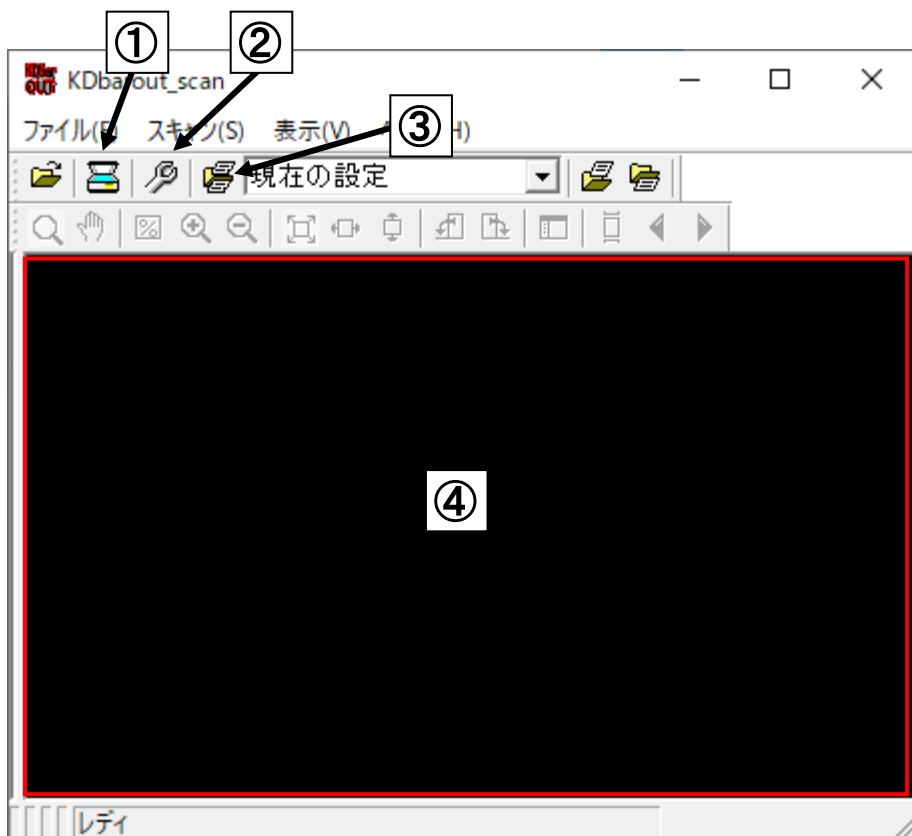 ① ②
KDbarout_scan
ファイル(F) スキャン(S) 表示(V) ③ H)
現在の設定
④
レディ